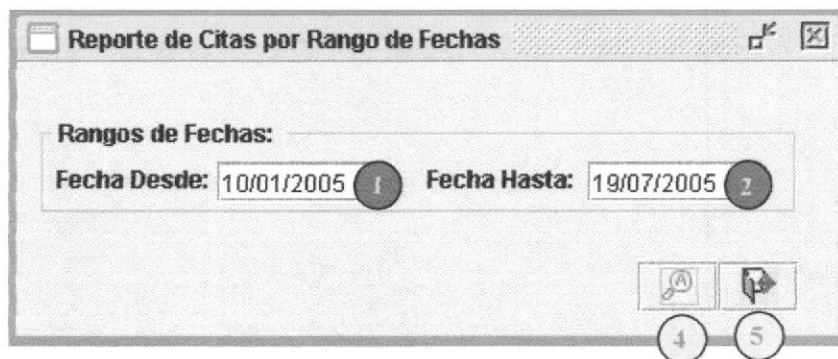 Reporte de Citas por Rango de Fechas
Rangos de Fechas:
Fecha Desde: 10/01/2005 1 Fecha Hasta: 19/07/2005 2
A
4 5